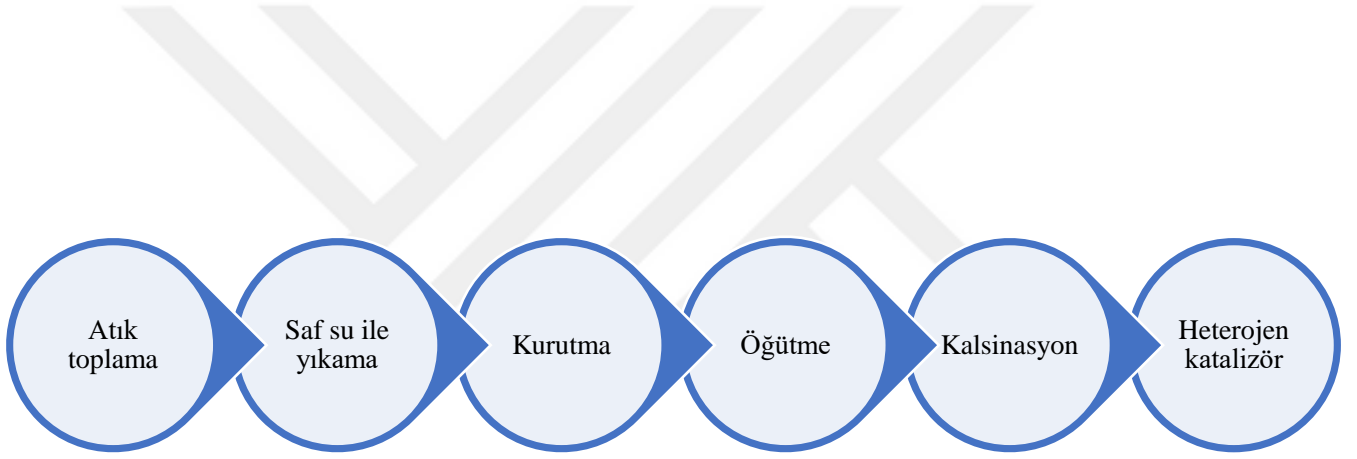 Atık
toplama
Saf su ile
yıkama
Kurutma
Öğütme
Kalsinasyon
Heterojen
katalizör